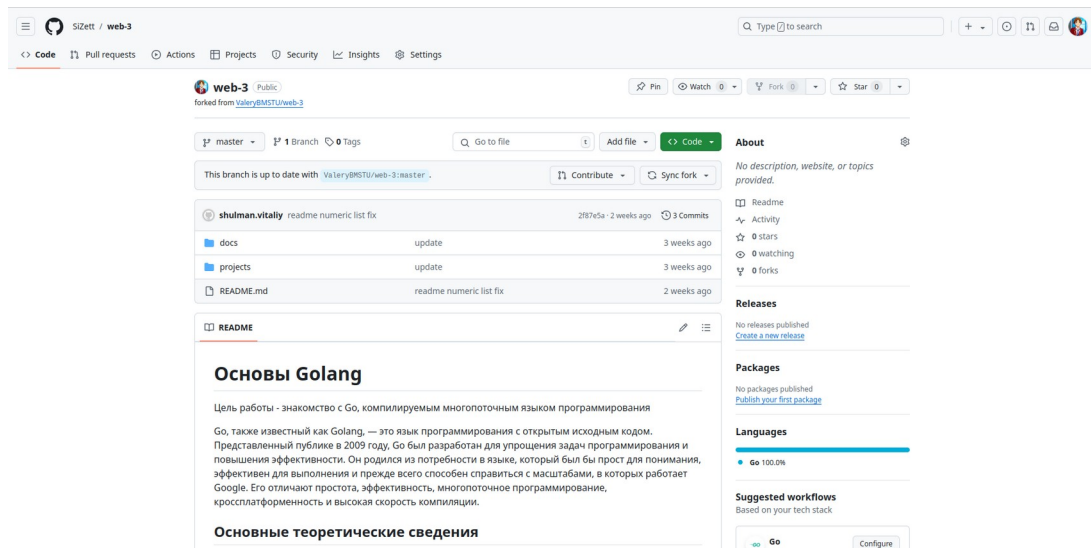 SiZett / web-3
Type / to search
Code Pull requests Actions Projects Security Insights Settings
web-3 Public
forked from ValeryBMSTU/web-3
Pin Watch 0 Fork 0 Star 0
master 1 Branch 0 Tags
Go to file t Add file Code
This branch is up to date with ValeryBMSTU/web-3:master .
Contribute Sync fork
shulman.vitaliy readme numeric list fix 2f87e5a · 2 weeks ago 3 Commits
docs update 3 weeks ago
projects update 3 weeks ago
README.md readme numeric list fix 2 weeks ago
README
Основы Golang
Цель работы - знакомство с Go, компилируемым многопоточным языком программирования
Go, также известный как Golang, — это язык программирования с открытым исходным кодом.
Представленный публике в 2009 году, Go был разработан для упрощения задач программирования и
повышения эффективности. Он родился из потребности в языке, который был бы прост для понимания,
эффективен для выполнения и прежде всего способен справиться с масштабами, в которых работает
Google. Его отличают простота, эффективность, многопоточное программирование,
кроссплатформенность и высокая скорость компиляции.
Основные теоретические сведения
About
No description, website, or topics
provided.
Readme
Activity
0 stars
0 watching
0 forks
Releases
No releases published
Create a new release
Packages
No packages published
Publish your first package
Languages
Go 100.0%
Suggested workflows
Based on your tech stack
Go Configure